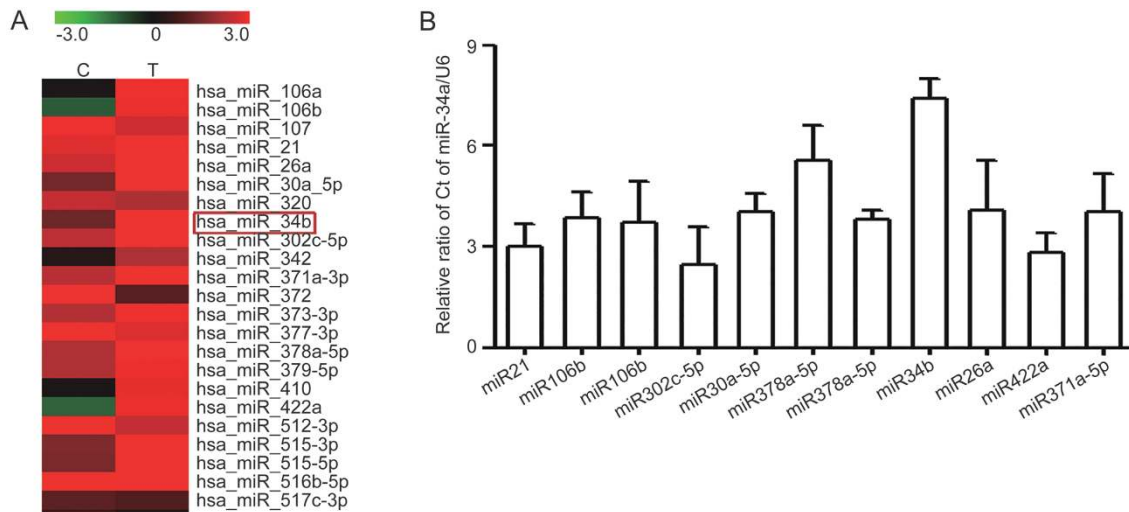 A
-3.0 0 3.0
C T
hsa_miR_106a
hsa_miR_106b
hsa_miR_107
hsa_miR_21
hsa_miR_26a
hsa_miR_30a_5p
hsa_miR_320
hsa_miR_34b
hsa_miR_302c-5p
hsa_miR_342
hsa_miR_371a-3p
hsa_miR_372
hsa_miR_373-3p
hsa_miR_377-3p
hsa_miR_378a-5p
hsa_miR_379-5p
hsa_miR_410
hsa_miR_422a
hsa_miR_512-3p
hsa_miR_515-3p
hsa_miR_515-5p
hsa_miR_516b-5p
hsa_miR_517c-3p
B
Relative ratio of Ct of miR-34a/U6
9
6
3
0
miR21
miR106b
miR106b
miR302c-5p
miR30a-5p
miR378a-5p
miR378a-5p
miR34b
miR26a
miR422a
miR371a-5p